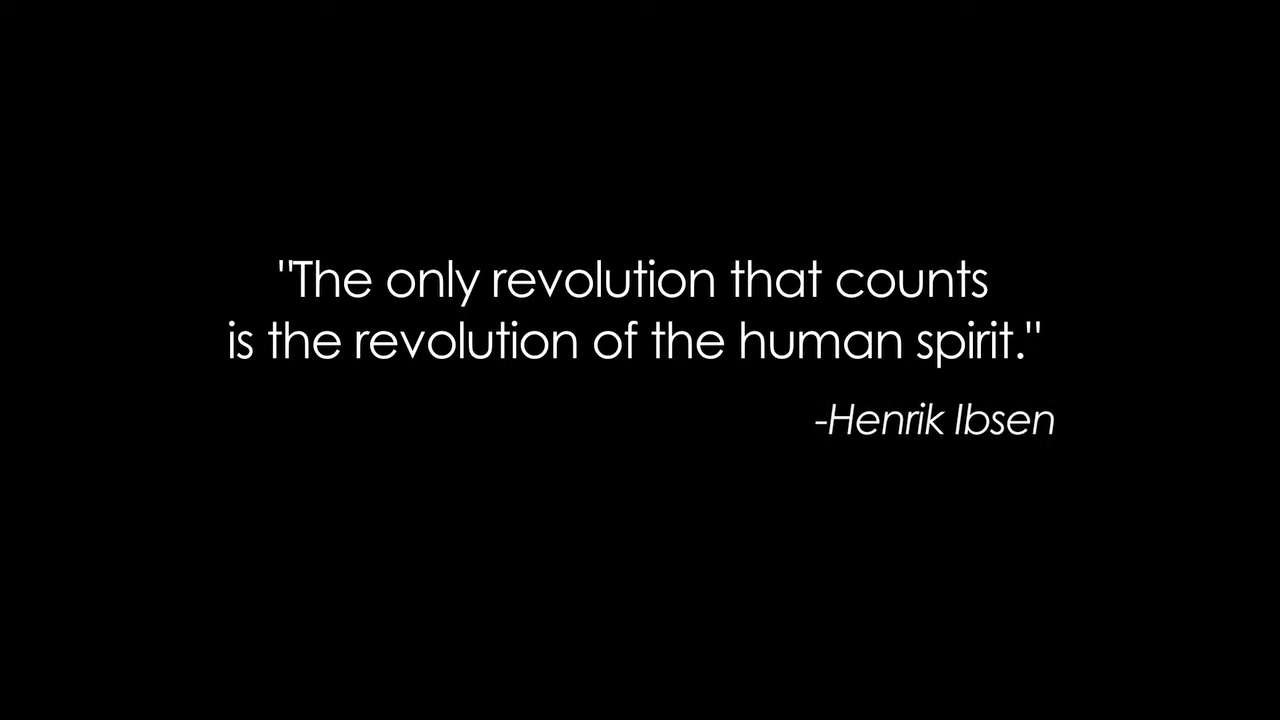 "The only revolution that counts
is the revolution of the human spirit."
-Henrik Ibsen